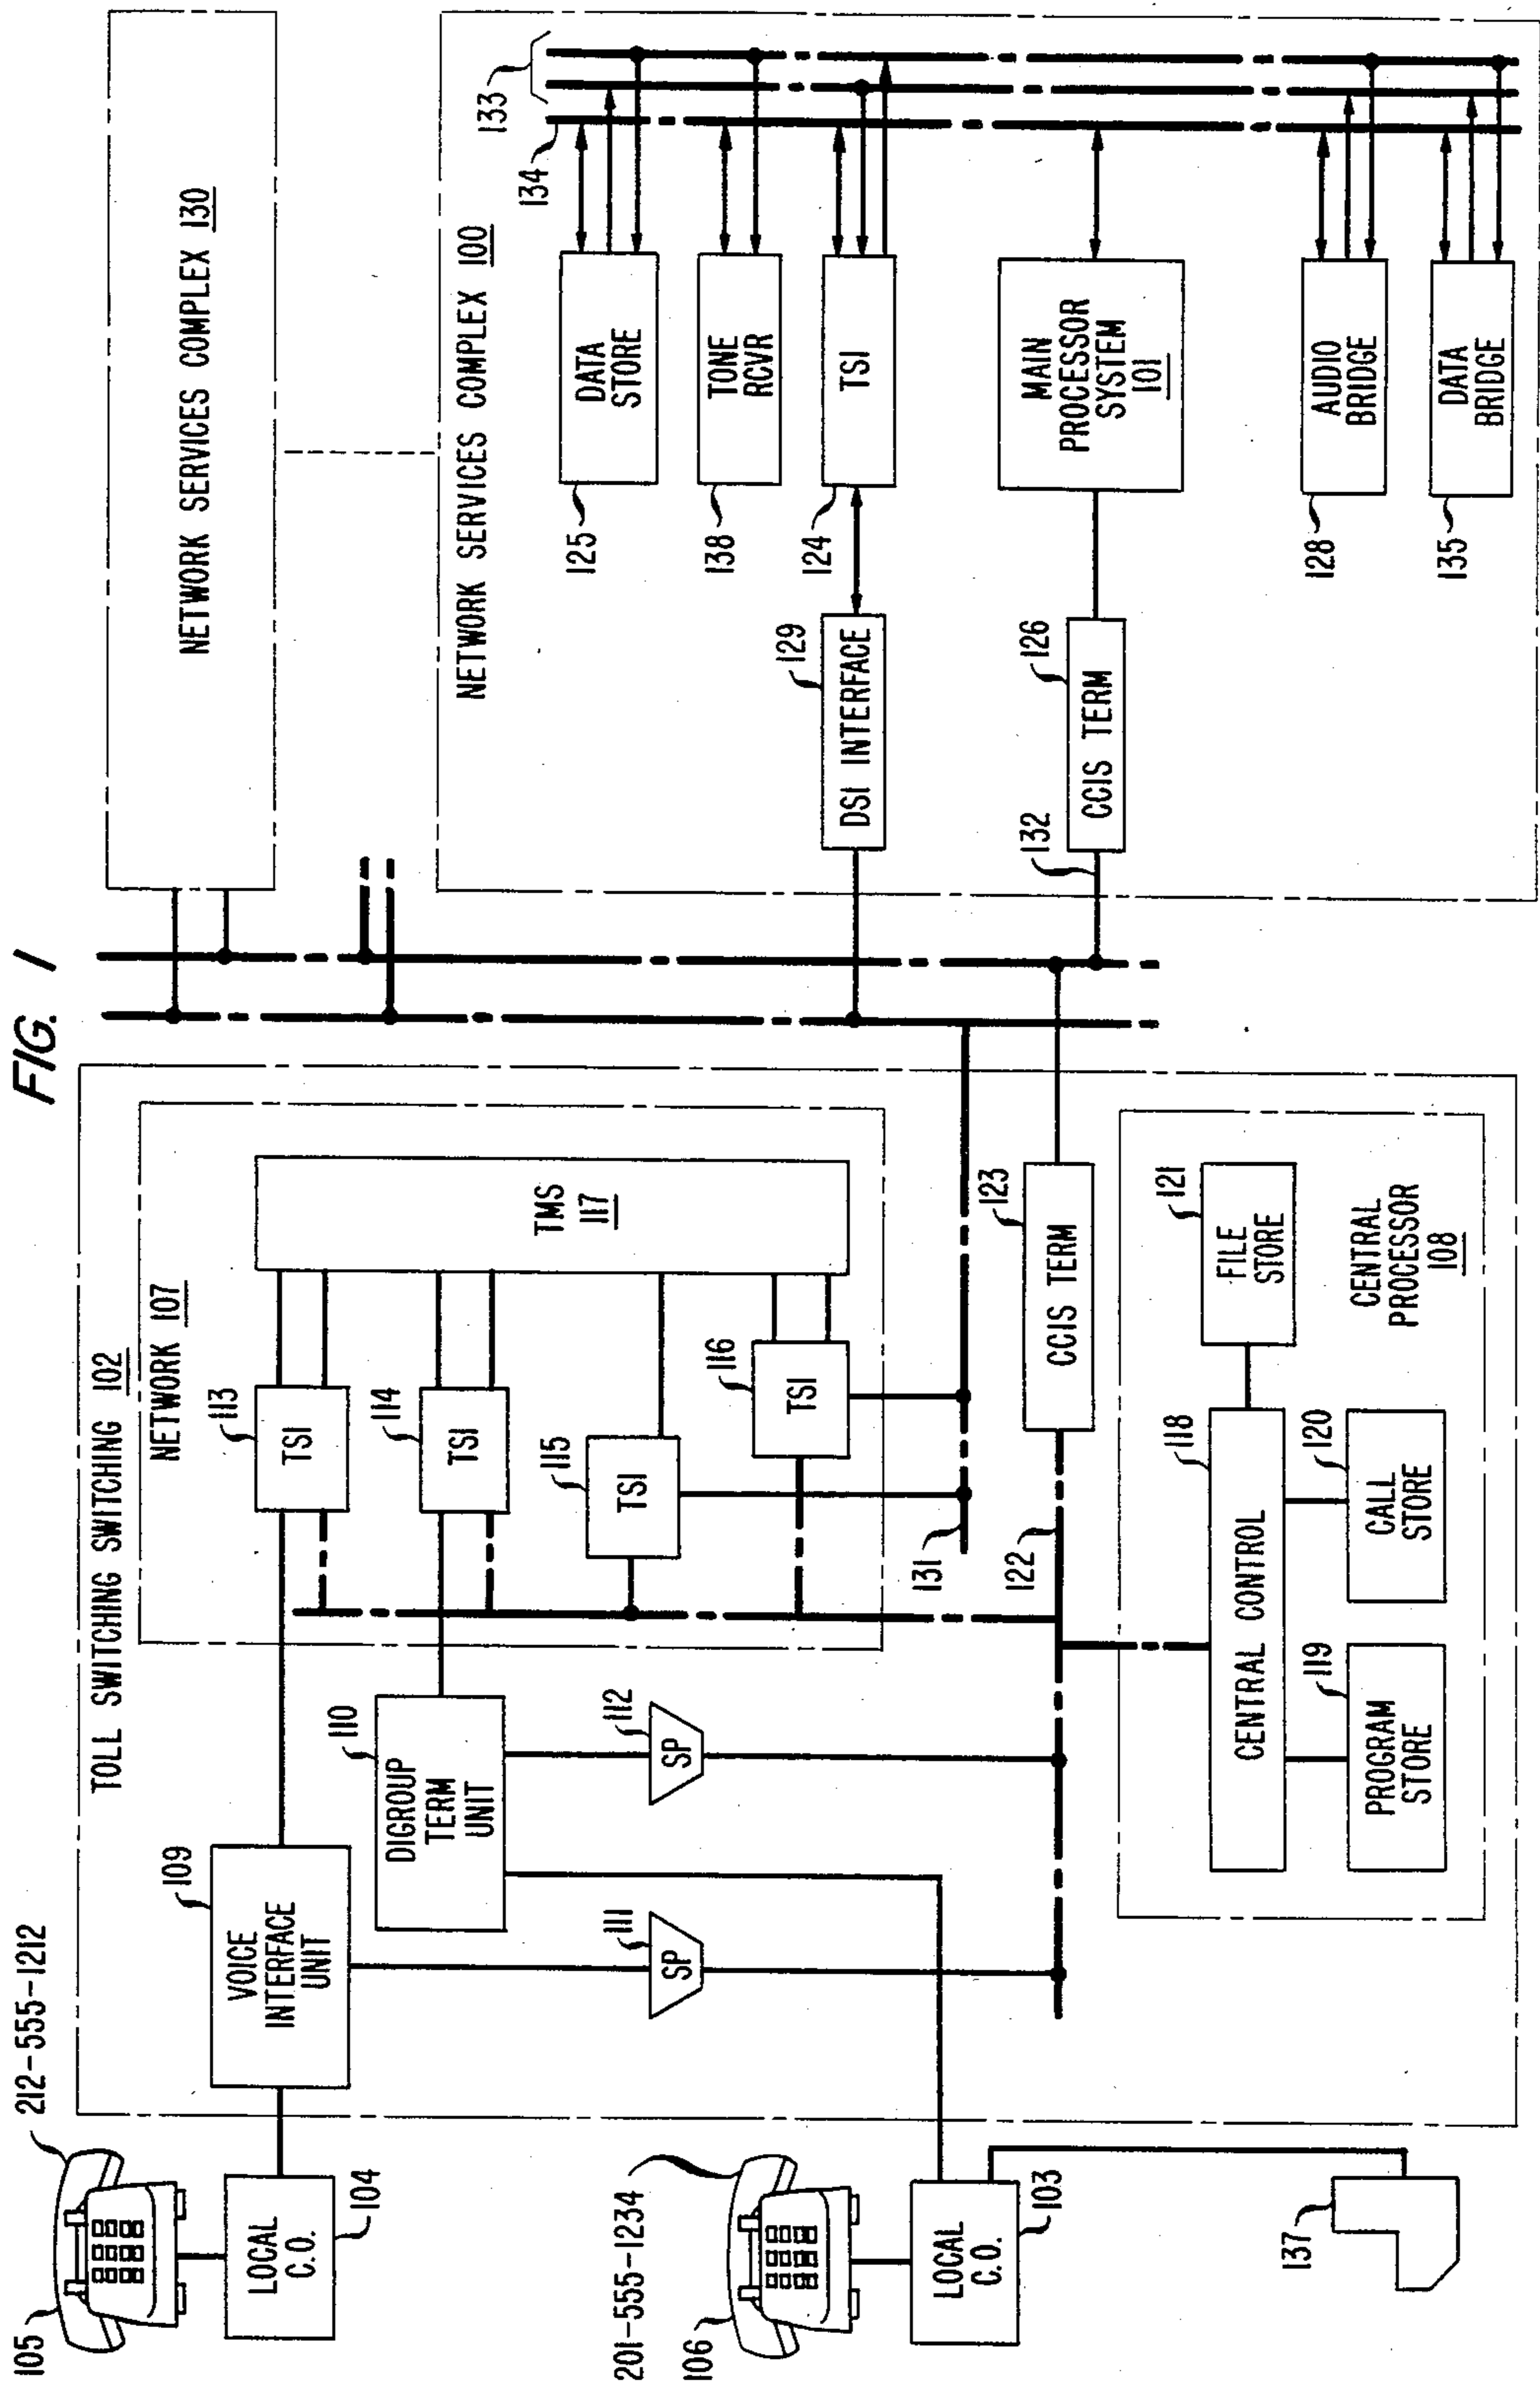 FIG. 1
212-555-1212
105
LOCAL
C.O.
104
201-555-1234
106
LOCAL
C.O.
103
137
TOLL SWITCHING SWITCHING 102
109
VOICE
INTERFACE
UNIT
110
DIGROUP
TERM
UNIT
111
SP
112
SP
NETWORK 107
113
TSI
114
TSI
115
TSI
116
TSI
TMS
117
131
122
123
CCIS TERM
118
CENTRAL CONTROL
119
PROGRAM
STORE
120
CALL
STORE
121
FILE
STORE
CENTRAL
PROCESSOR
108
NETWORK SERVICES COMPLEX 130
NETWORK SERVICES COMPLEX 100
133
134
DATA
STORE
125
TONE
RCVR
138
TSI
124
129
DSI INTERFACE
MAIN
PROCESSOR
SYSTEM
101
126
CCIS TERM
132
AUDIO
BRIDGE
128
DATA
BRIDGE
135